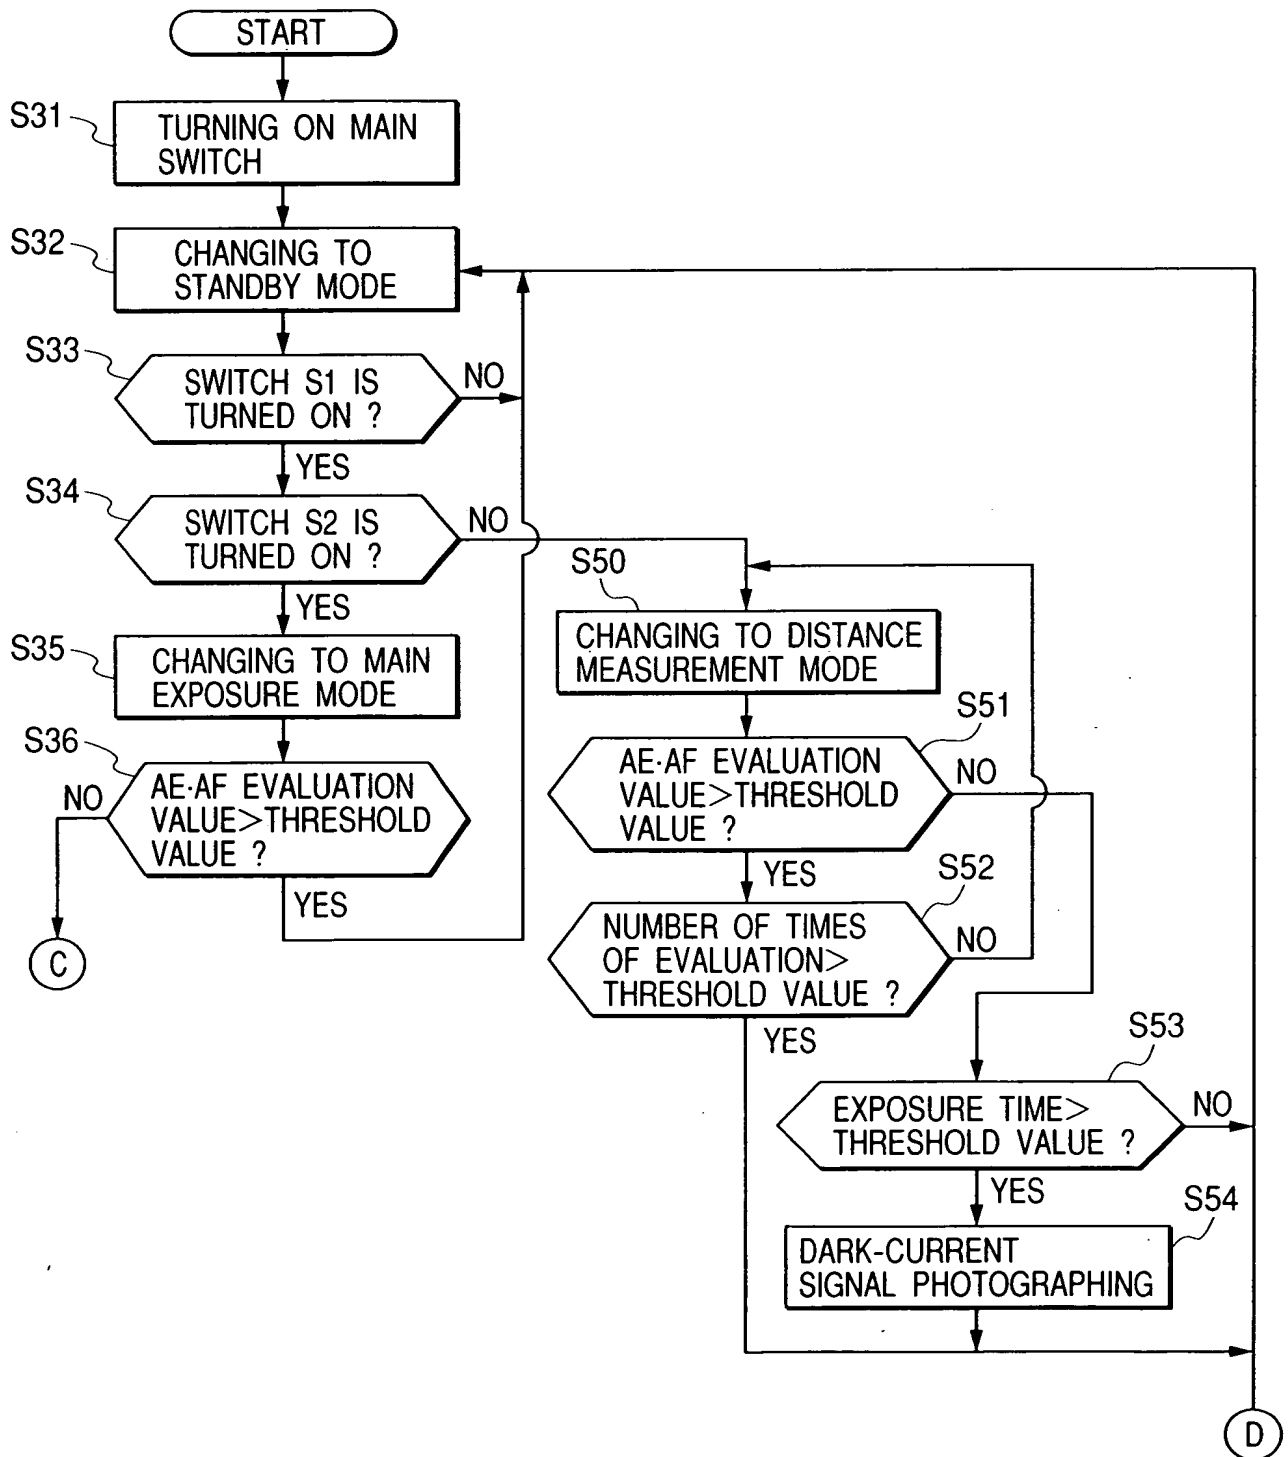 START
S31
TURNING ON MAIN
SWITCH
S32
CHANGING TO
STANDBY MODE
S33
SWITCH S1 IS
TURNED ON ?
NO
YES
S34
SWITCH S2 IS
TURNED ON ?
NO
YES
S35
CHANGING TO MAIN
EXPOSURE MODE
S36
AE·AF EVALUATION
VALUE>THRESHOLD
VALUE ?
NO
YES
C
S50
CHANGING TO DISTANCE
MEASUREMENT MODE
S51
AE·AF EVALUATION
VALUE>THRESHOLD
VALUE ?
NO
YES
S52
NUMBER OF TIMES
OF EVALUATION>
THRESHOLD VALUE ?
NO
YES
S53
EXPOSURE TIME>
THRESHOLD VALUE ?
NO
YES
S54
DARK-CURRENT
SIGNAL PHOTOGRAPHING
D